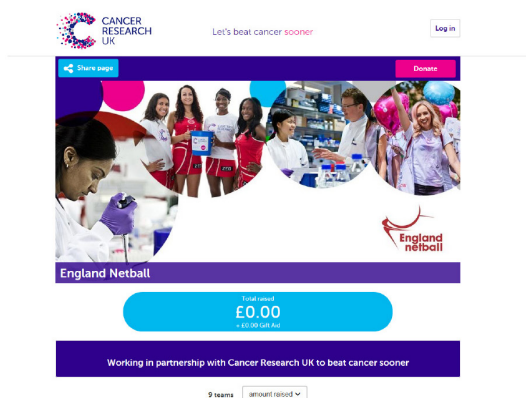 CANCER
RESEARCH
UK
Let's beat cancer sooner
Log in
Share page
Donate
England
netball
England Netball
Total raised
£0.00
+ £0.00 Gift Aid
Working in partnership with Cancer Research UK to beat cancer sooner
9 teams
amount raised